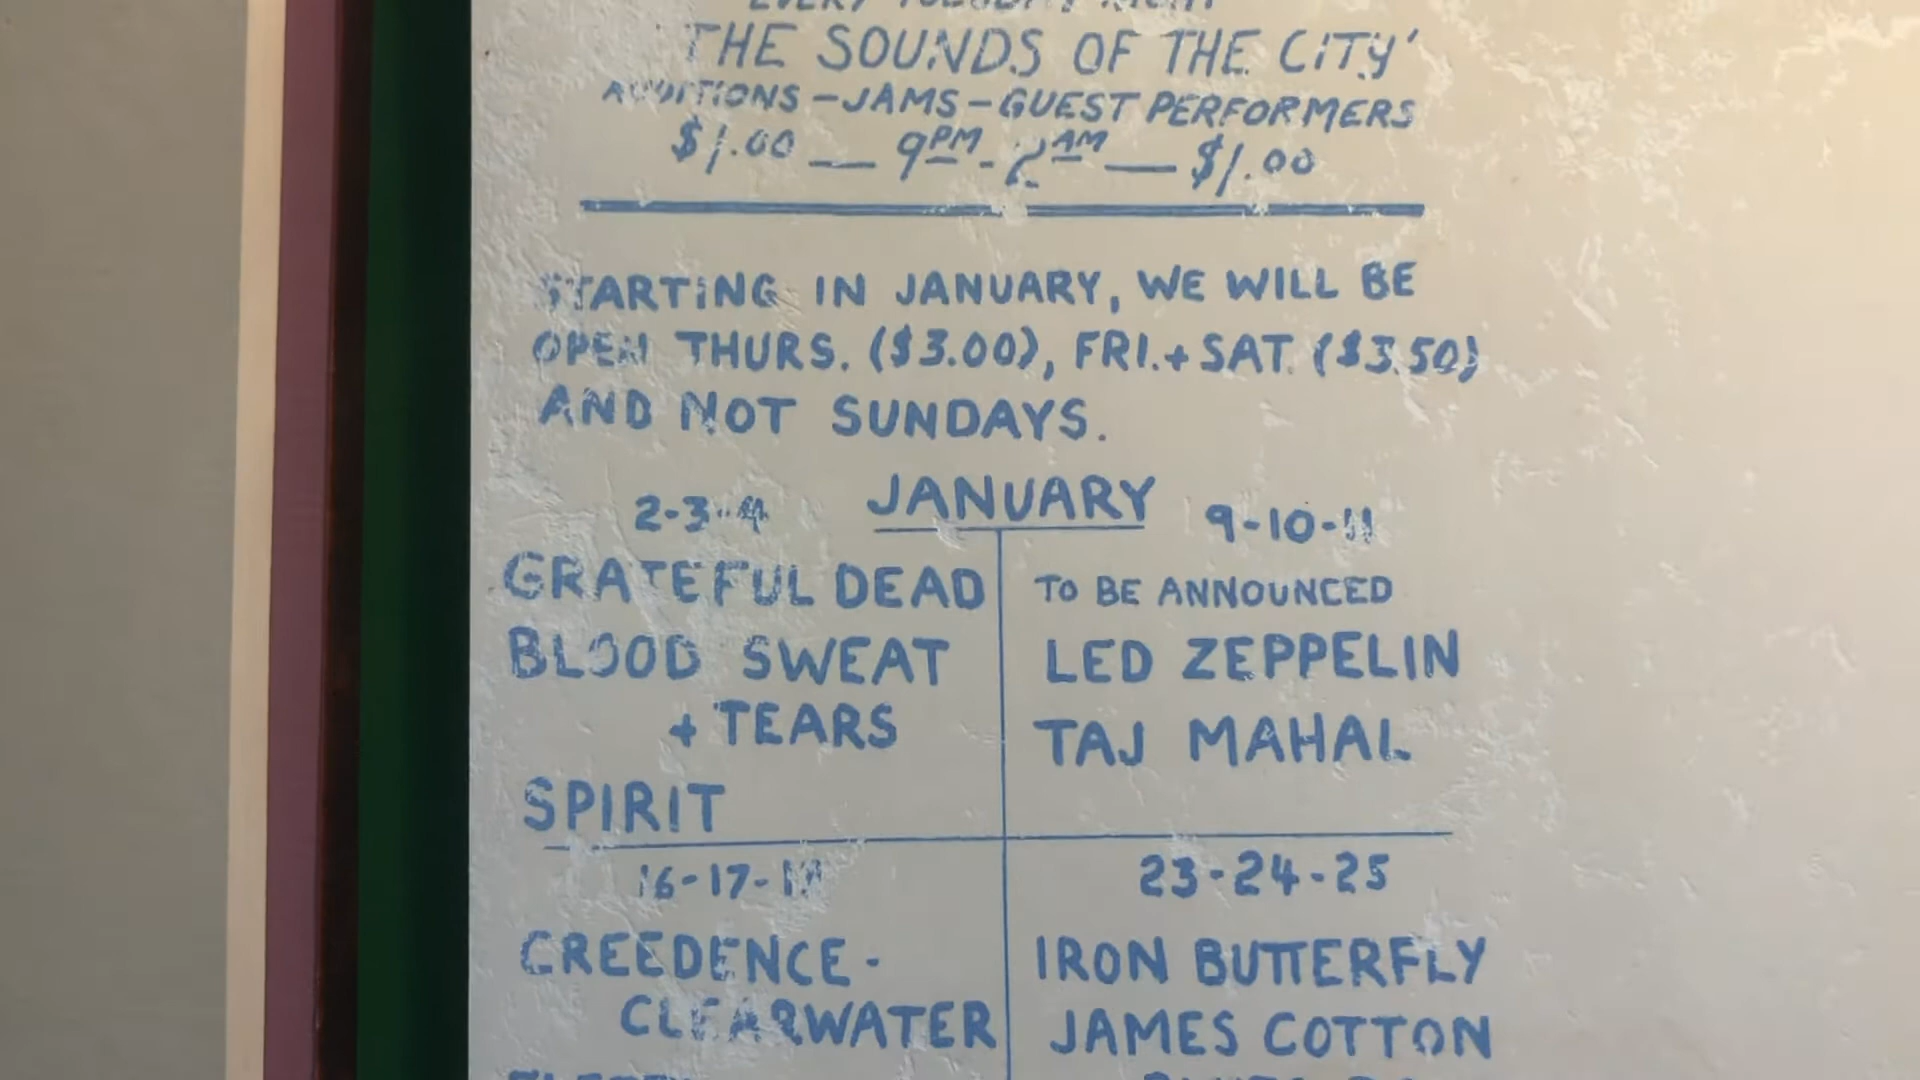 EVERY TUESDAY NIGHT
'THE SOUNDS OF THE CITY'
AUDITIONS - JAMS - GUEST PERFORMERS
$1.00 — 9PM - 2AM — $1.00
STARTING IN JANUARY, WE WILL BE
OPEN THURS. ($3.00), FRI. + SAT. ($3.50)
AND NOT SUNDAYS.
JANUARY
2-3-4
GRATEFUL DEAD
BLOOD SWEAT
+ TEARS
SPIRIT
9-10-11
TO BE ANNOUNCED
LED ZEPPELIN
TAJ MAHAL
16-17-18
CREEDENCE-
CLEARWATER
23-24-25
IRON BUTTERFLY
JAMES COTTON